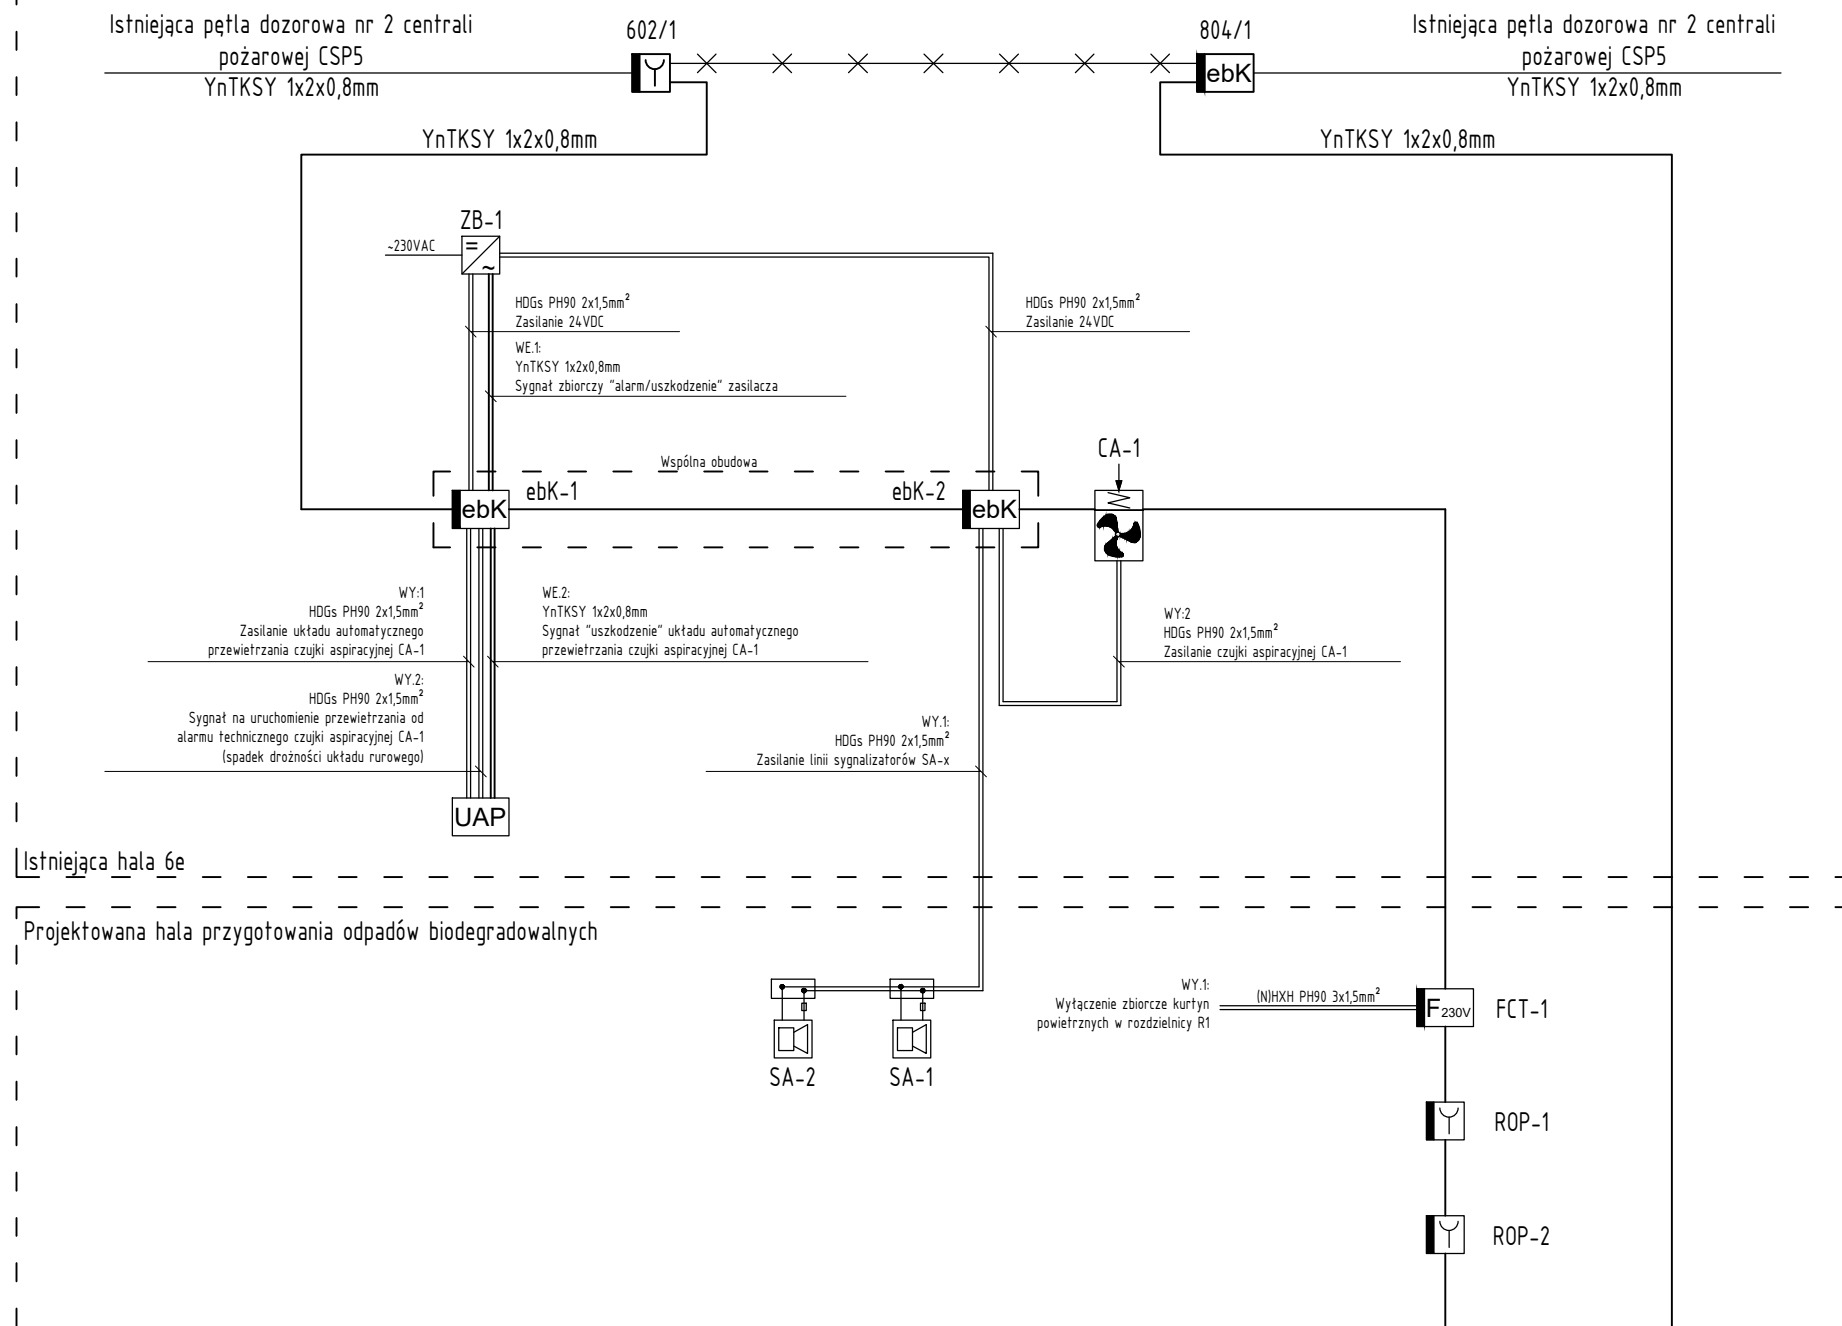 Istniejąca pętla dozorowa nr 2 centrali
pożarowej CSP5
YnTKSY 1x2x0,8mm
602/1
804/1
ebK
Istniejąca pętla dozorowa nr 2 centrali
pożarowej CSP5
YnTKSY 1x2x0,8mm
YnTKSY 1x2x0,8mm
YnTKSY 1x2x0,8mm
ZB-1
~230VAC
=
~
HDGs PH90 2x1,5mm²
Zasilanie 24VDC
WE.1:
YnTKSY 1x2x0,8mm
Sygnał zbiorczy "alarm/uszkodzenie" zasilacza
HDGs PH90 2x1,5mm²
Zasilanie 24VDC
Wspólna obudowa
CA-1
ebK
ebK-1
ebK-2
ebK
WY:1
HDGs PH90 2x1,5mm²
Zasilanie układu automatycznego
przewietrzania czujki aspiracyjnej CA-1
WE.2:
YnTKSY 1x2x0,8mm
Sygnał "uszkodzenie" układu automatycznego
przewietrzania czujki aspiracyjnej CA-1
WY:2
HDGs PH90 2x1,5mm²
Zasilanie czujki aspiracyjnej CA-1
WY.2:
HDGs PH90 2x1,5mm²
Sygnał na uruchomienie przewietrzania od
alarmu technicznego czujki aspiracyjnej CA-1
(spadek drożności układu rurowego)
WY.1:
HDGs PH90 2x1,5mm²
Zasilanie linii sygnalizatorów SA-x
UAP
Istniejąca hala 6e
Projektowana hala przygotowania odpadów biodegradowalnych
SA-2
SA-1
WY.1:
Wyłączenie zbiorcze kurtyn
powietrznych w rozdzielnicy R1
(N)HXH PH90 3x1,5mm²
F230V
FCT-1
ROP-1
ROP-2